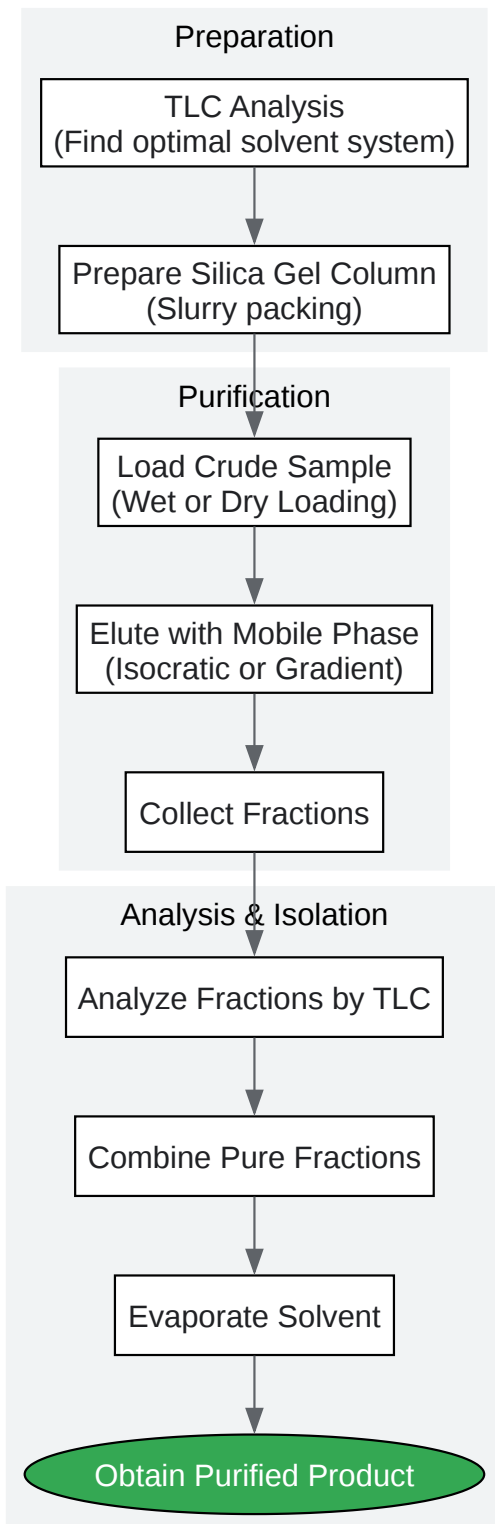 Preparation
TLC Analysis
(Find optimal solvent system)
Prepare Silica Gel Column
(Slurry packing)
Purification
Load Crude Sample
(Wet or Dry Loading)
Elute with Mobile Phase
(Isocratic or Gradient)
Collect Fractions
Analysis & Isolation
Analyze Fractions by TLC
Combine Pure Fractions
Evaporate Solvent
Obtain Purified Product